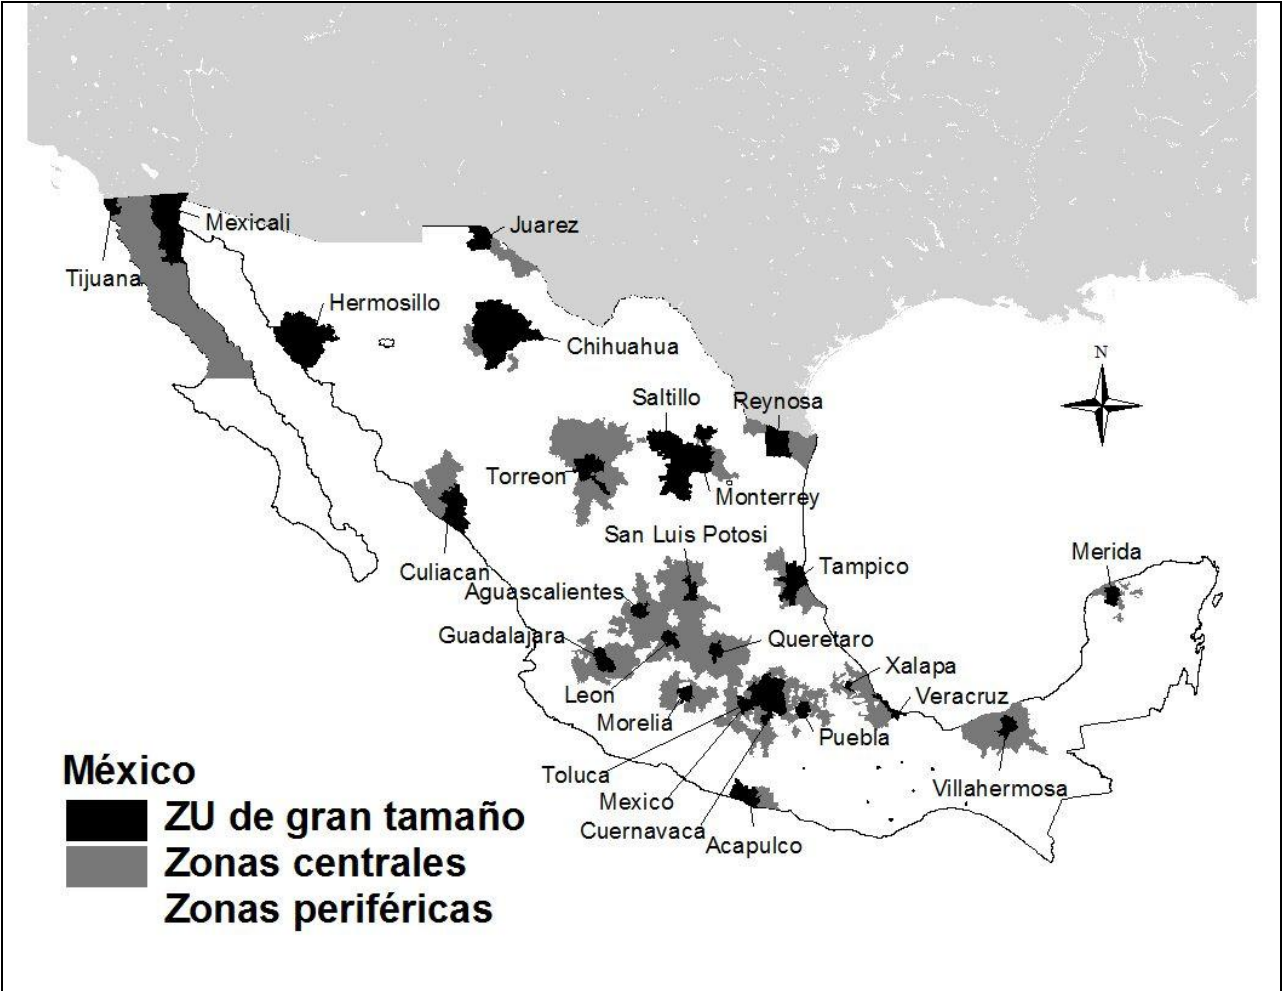 N
Mexicali
Juarez
Tijuana
Hermosillo
Chihuahua
Saltillo
Reynosa
Torreon
Monterrey
San Luis Potosi
Culiacan
Tampico
Merida
Aguascalientes
Guadalajara
Queretaro
Leon
Xalapa
Morelia
Veracruz
Puebla
Toluca
Mexico
Villahermosa
Cuernavaca
Acapulco
México
ZU de gran tamaño
Zonas centrales
Zonas periféricas